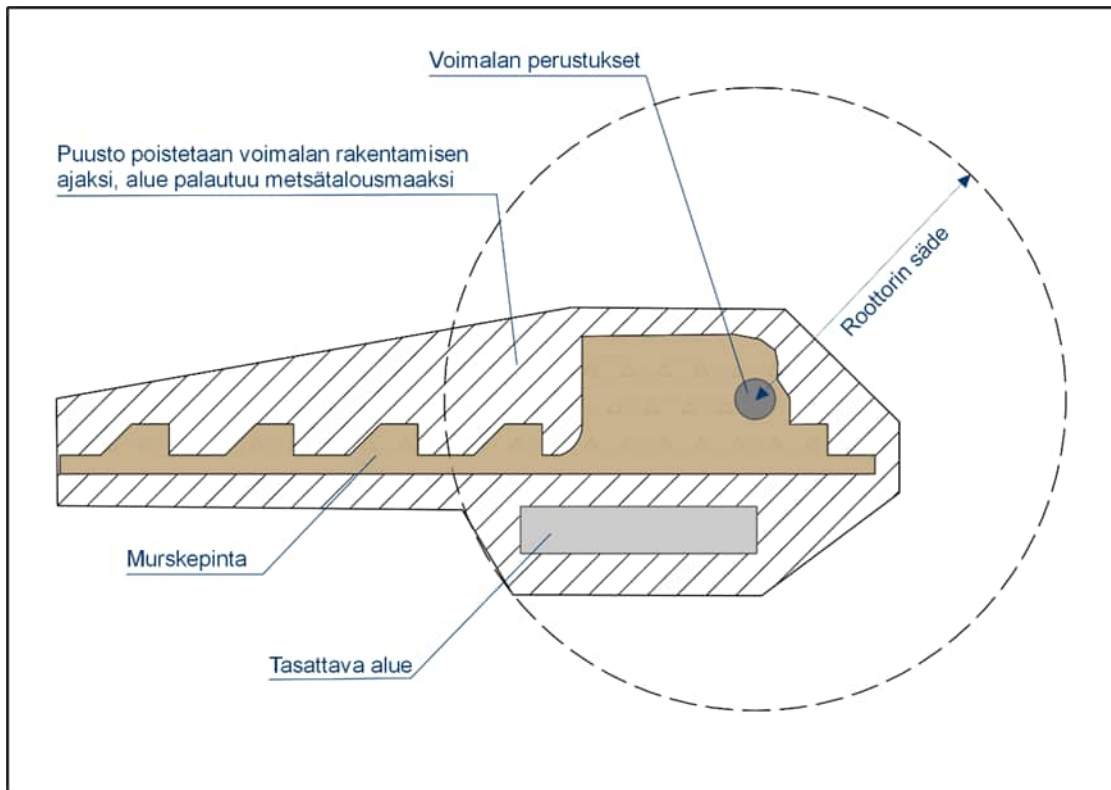 Voimalan perustukset
Puusto poistetaan voimalan rakentamisen
ajaksi, alue palautuu metsätalousmaaksi
Roottorin säde
Murskepinta
Tasattava alue